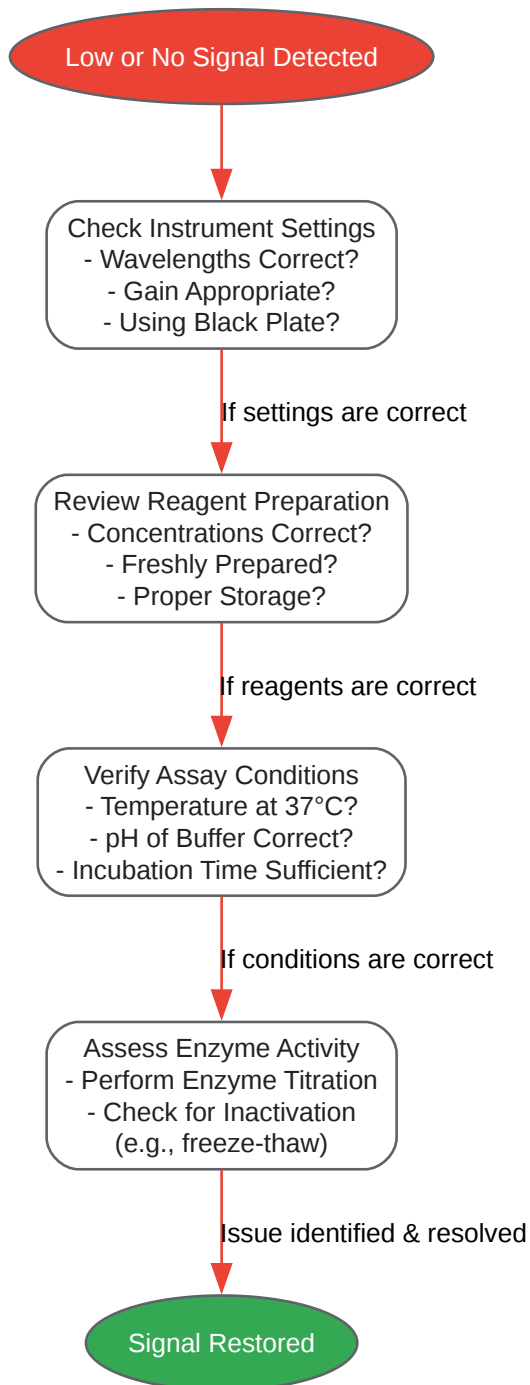 Low or No Signal Detected
Check Instrument Settings
- Wavelengths Correct?
- Gain Appropriate?
- Using Black Plate?
If settings are correct
Review Reagent Preparation
- Concentrations Correct?
- Freshly Prepared?
- Proper Storage?
If reagents are correct
Verify Assay Conditions
- Temperature at 37°C?
- pH of Buffer Correct?
- Incubation Time Sufficient?
If conditions are correct
Assess Enzyme Activity
- Perform Enzyme Titration
- Check for Inactivation
(e.g., freeze-thaw)
Issue identified & resolved
Signal Restored